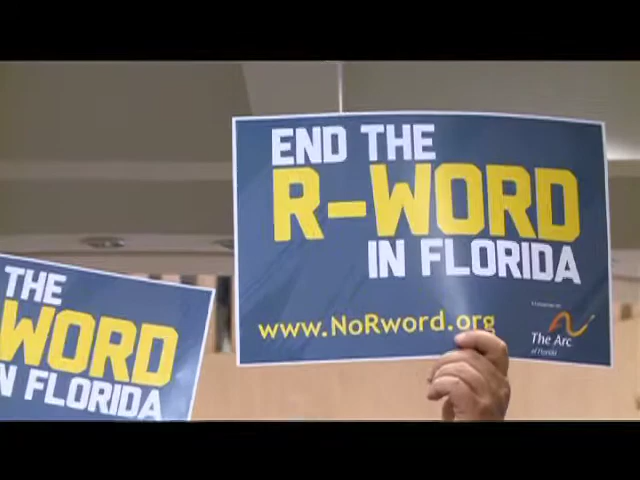 END THE
R-WORD
IN FLORIDA
www.NoRword.org
The Arc
of Florida
THE
WORD
N FLORIDA